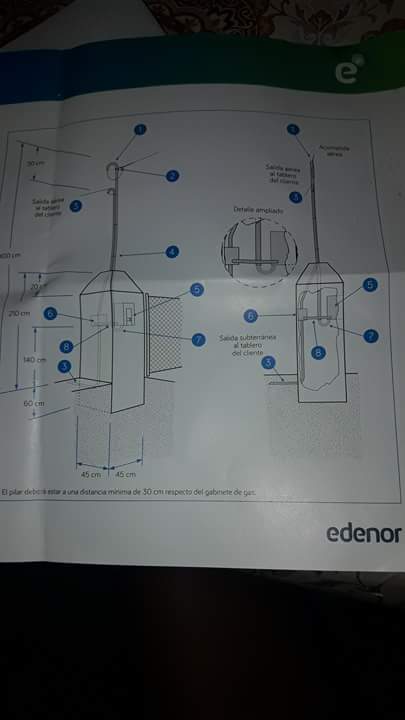 e
1
1
Acometida
aérea
50 cm
2
Salida aérea
al tablero
del cliente
3
Salida aérea
al tablero
del cliente
3
Detalle ampliado
4
20 cm
5
5
6
6
210 cm
8
7
Salida subterránea
al tablero
del cliente
7
8
140 cm
3
3
60 cm
45 cm
45 cm
El pilar deberá estar a una distancia mínima de 30 cm respecto del gabinete de gas.
edenor